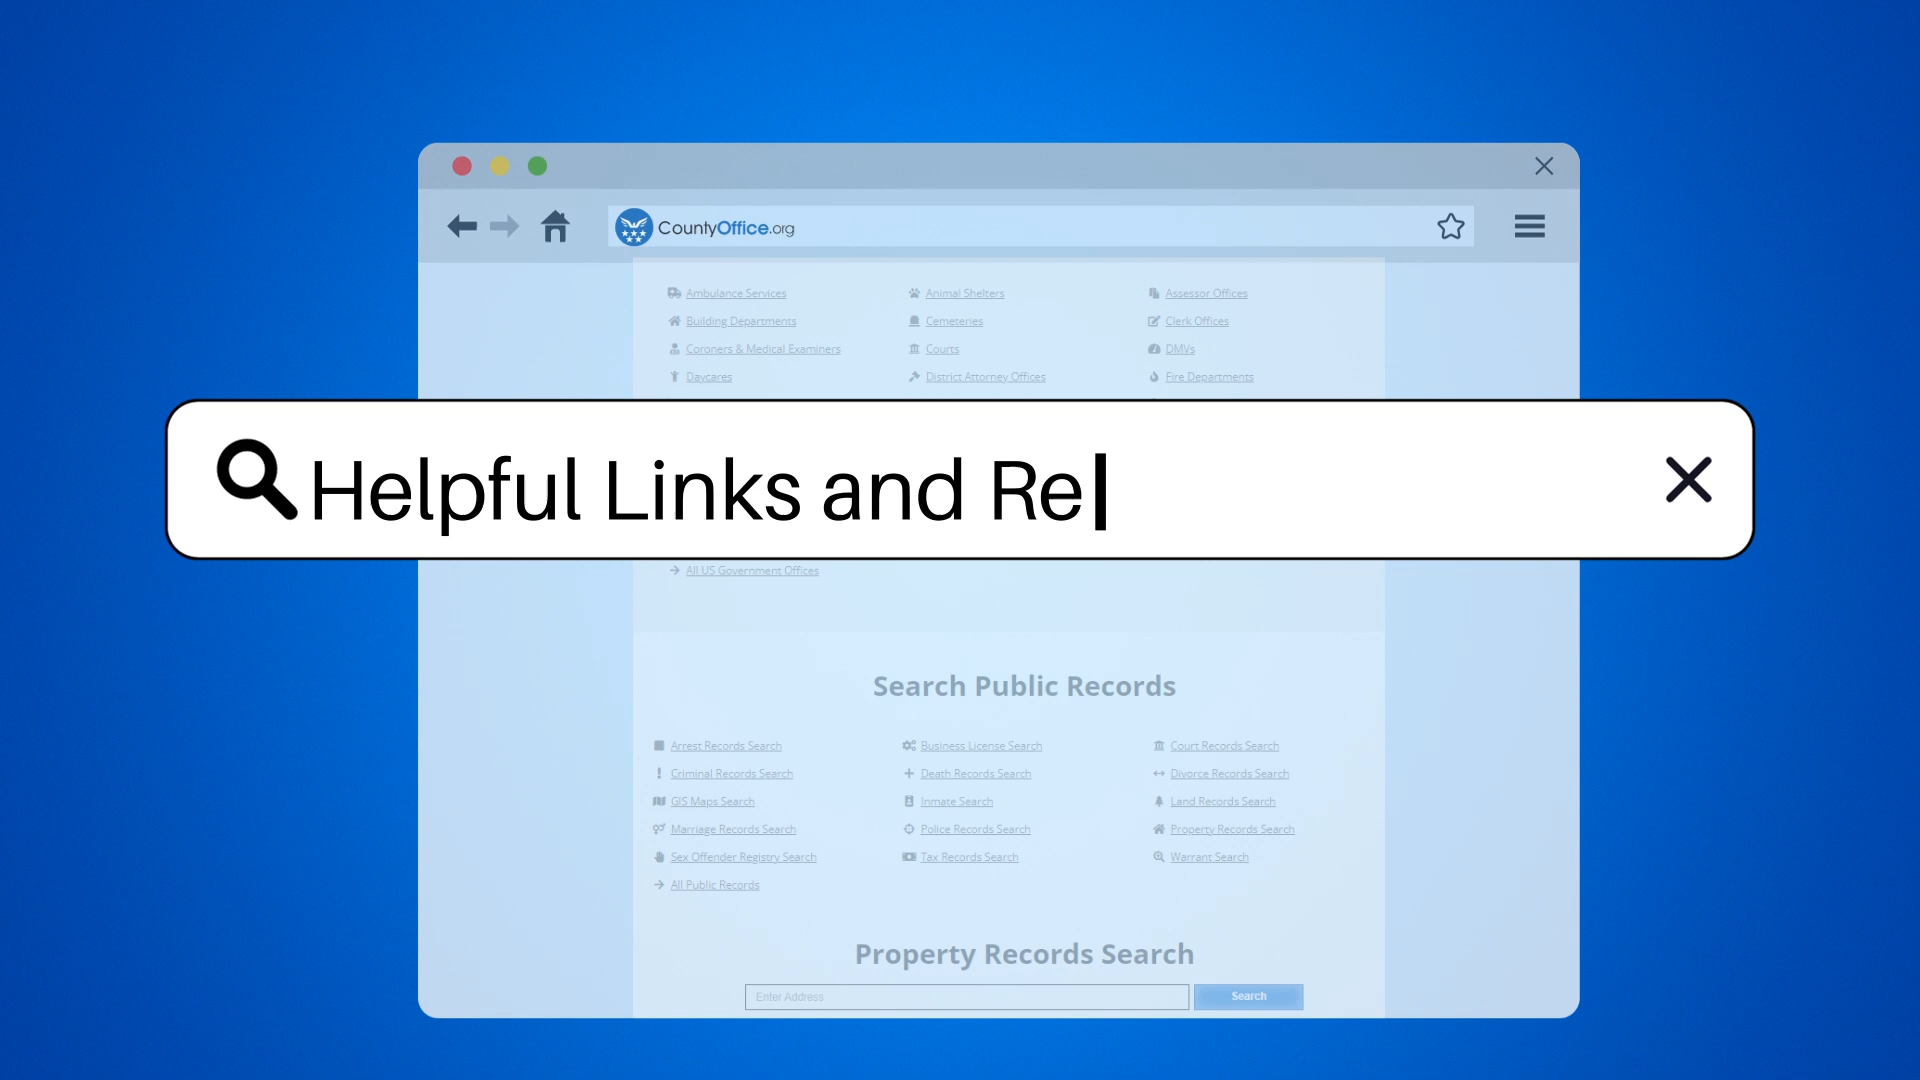 CountyOffice.org
Ambulance Services Animal Shelters Assessor Offices
Building Departments Cemeteries Clerk Offices
Coroners & Medical Examiners Courts DMVs
Daycares District Attorney Offices Fire Departments
Helpful Links and Re
All US Government Offices
Search Public Records
Arrest Records Search Business License Search Court Records Search
Criminal Records Search Death Records Search Divorce Records Search
GIS Maps Search Inmate Search Land Records Search
Marriage Records Search Police Records Search Property Records Search
Sex Offender Registry Search Tax Records Search Warrant Search
All Public Records
Property Records Search
Enter Address Search